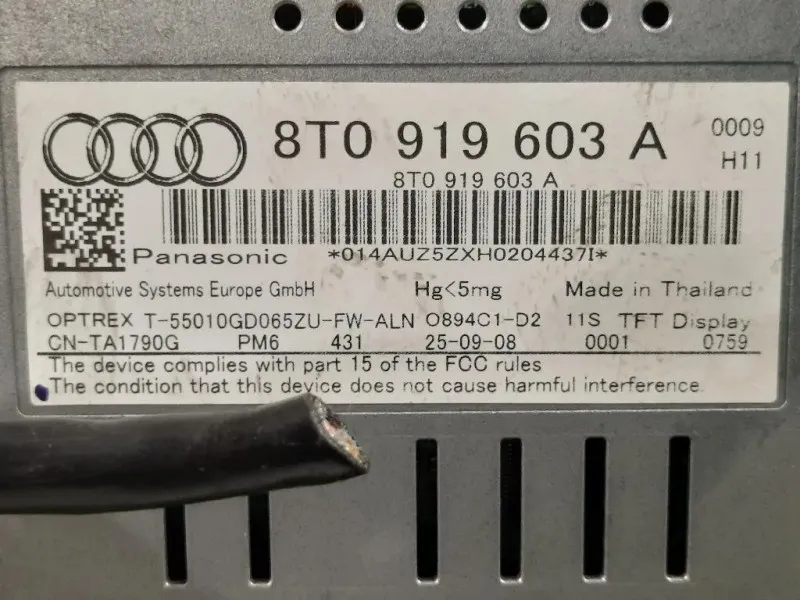 8T0 919 603 A 0009
H11
8T0 919 603 A
Panasonic *014AUZ5ZXH0204437I*
Automotive Systems Europe GmbH Hg<5mg Made in Thailand
OPTREX T-55010GD065ZU-FW-ALN O894C1-D2 11S TFT Display
CN-TA1790G PM6 431 25-09-08 0001 0759
The device complies with part 15 of the FCC rules
The condition that this device does not cause harmful interference.